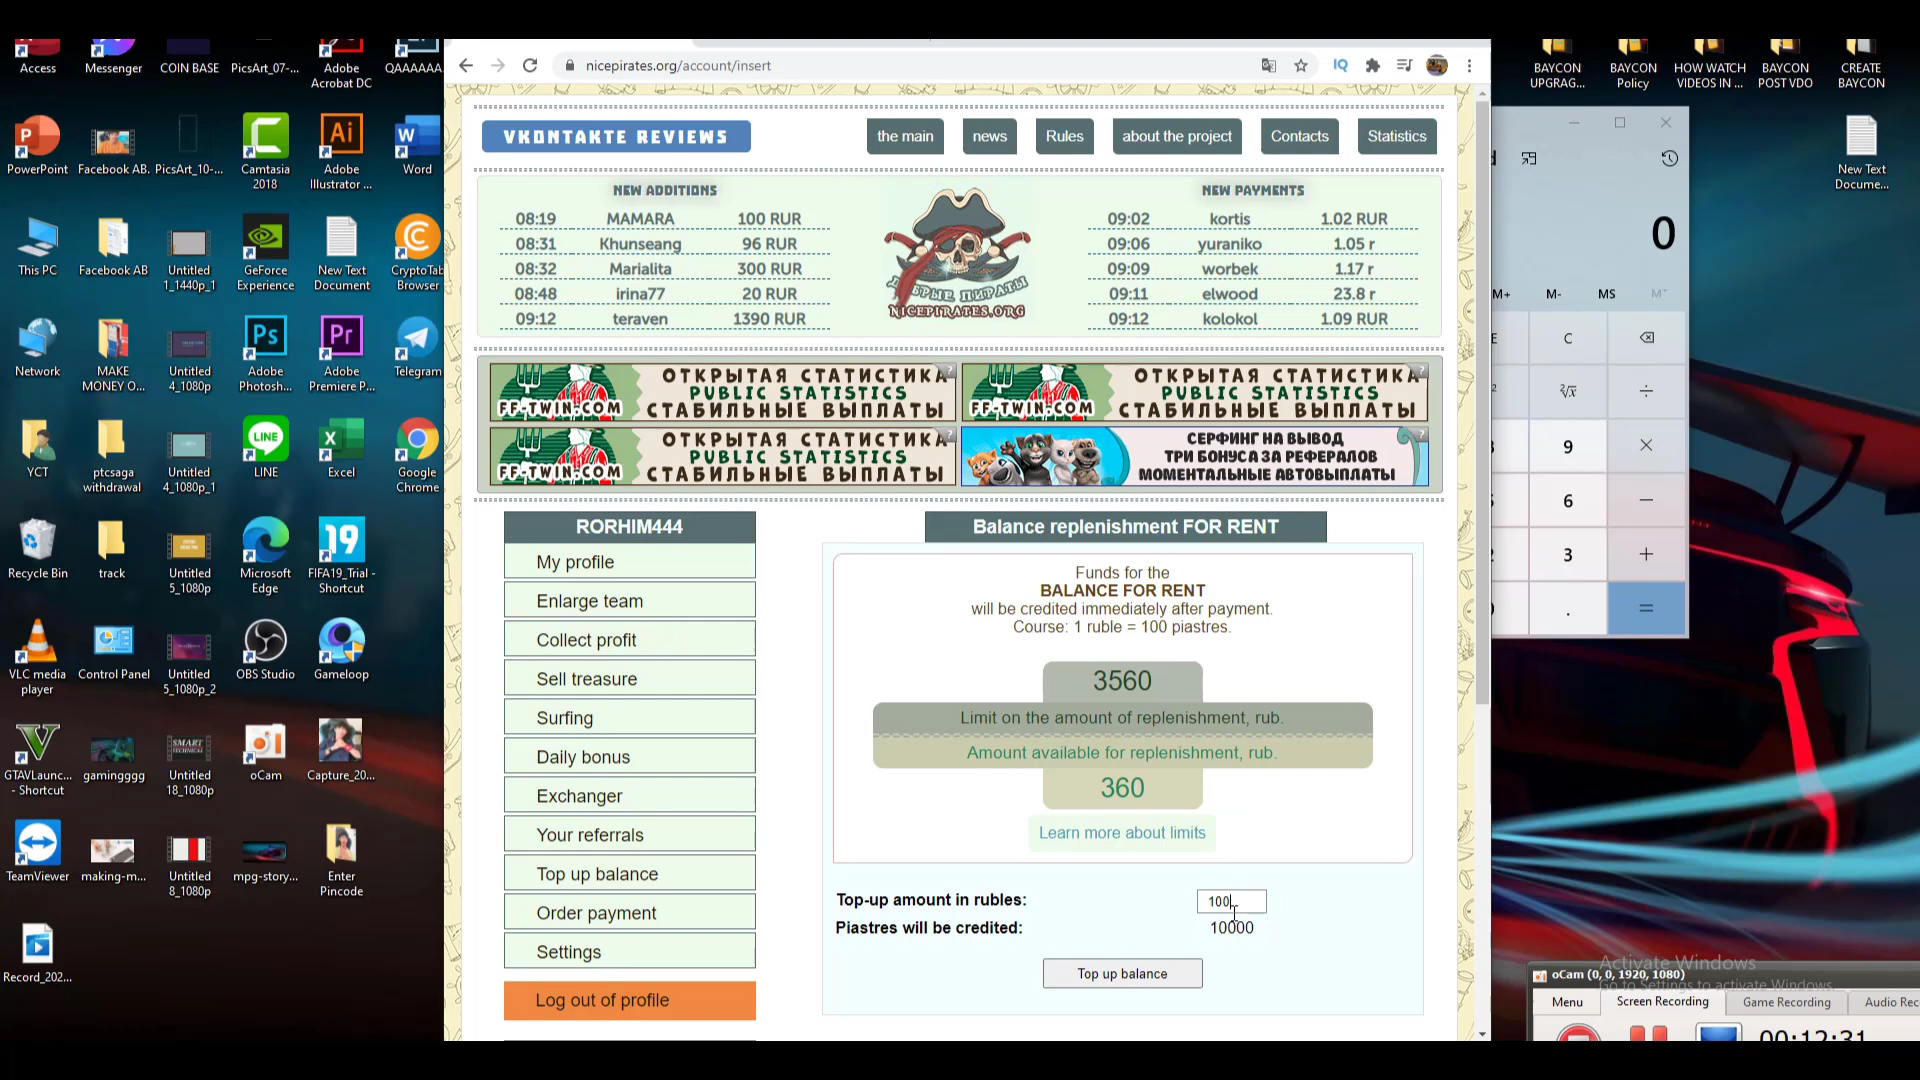 Access
Messenger
COIN BASE
PicsArt_07-...
Adobe
Acrobat DC
QAAAAAA
PowerPoint
Facebook AB.
PicsArt_10-...
Camtasia
2018
Adobe
Illustrator ...
Word
This PC
Facebook AB
Untitled
1_1440p_1
GeForce
Experience
New Text
Document
CryptoTab
Browser
Network
MAKE
MONEY O...
Untitled
4_1080p
Adobe
Photosh...
Adobe
Premiere P...
Telegram
YCT
ptcsaga
withdrawal
Untitled
4_1080p_1
LINE
Excel
Google
Chrome
Recycle Bin
track
Untitled
5_1080p
Microsoft
Edge
FIFA19_Trial -
Shortcut
VLC media
player
Control Panel
Untitled
5_1080p_2
OBS Studio
Gameloop
GTAVLaunc...
- Shortcut
gamingggg
Untitled
18_1080p
oCam
Capture_20...
TeamViewer
making-m...
Untitled
8_1080p
mpg-story...
Enter
Pincode
Record_202...
nicepirates.org/account/insert
VKONTAKTE REVIEWS
the main
news
Rules
about the project
Contacts
Statistics
NEW ADDITIONS
08:19 MAMARA 100 RUR
08:31 Khunseang 96 RUR
08:32 Marialita 300 RUR
08:48 irina77 20 RUR
09:12 teraven 1390 RUR
ДОБРЫЕ ПИРАТЫ
NICEPIRATES.ORG
NEW PAYMENTS
09:02 kortis 1.02 RUR
09:06 yuraniko 1.05 r
09:09 worbek 1.17 r
09:11 elwood 23.8 r
09:12 kolokol 1.09 RUR
FF-TWIN.COM
ОТКРЫТАЯ СТАТИСТИКА
PUBLIC STATISTICS
СТАБИЛЬНЫЕ ВЫПЛАТЫ
FF-TWIN.COM
ОТКРЫТАЯ СТАТИСТИКА
PUBLIC STATISTICS
СТАБИЛЬНЫЕ ВЫПЛАТЫ
FF-TWIN.COM
ОТКРЫТАЯ СТАТИСТИКА
PUBLIC STATISTICS
СТАБИЛЬНЫЕ ВЫПЛАТЫ
СЕРФИНГ НА ВЫВОД
ТРИ БОНУСА ЗА РЕФЕРАЛОВ
МОМЕНТАЛЬНЫЕ АВТОВЫПЛАТЫ
RORHIM444
My profile
Enlarge team
Collect profit
Sell treasure
Surfing
Daily bonus
Exchanger
Your referrals
Top up balance
Order payment
Settings
Log out of profile
Balance replenishment FOR RENT
Funds for the
BALANCE FOR RENT
will be credited immediately after payment.
Course: 1 ruble = 100 piastres.
3560
Limit on the amount of replenishment, rub.
Amount available for replenishment, rub.
360
Learn more about limits
Top-up amount in rubles: 100
Piastres will be credited: 10000
Top up balance
BAYCON
UPGRAG...
BAYCON
Policy
HOW WATCH
VIDEOS IN ...
BAYCON
POST VDO
CREATE
BAYCON
New Text
Docume...
0
M+ M- MS
C
÷
9 ×
6 −
3 +
. =
Activate Windows
Go to Settings to activate Windows.
oCam (0, 0, 1920, 1080)
Menu
Screen Recording
Game Recording
Audio Rec
00:12:31